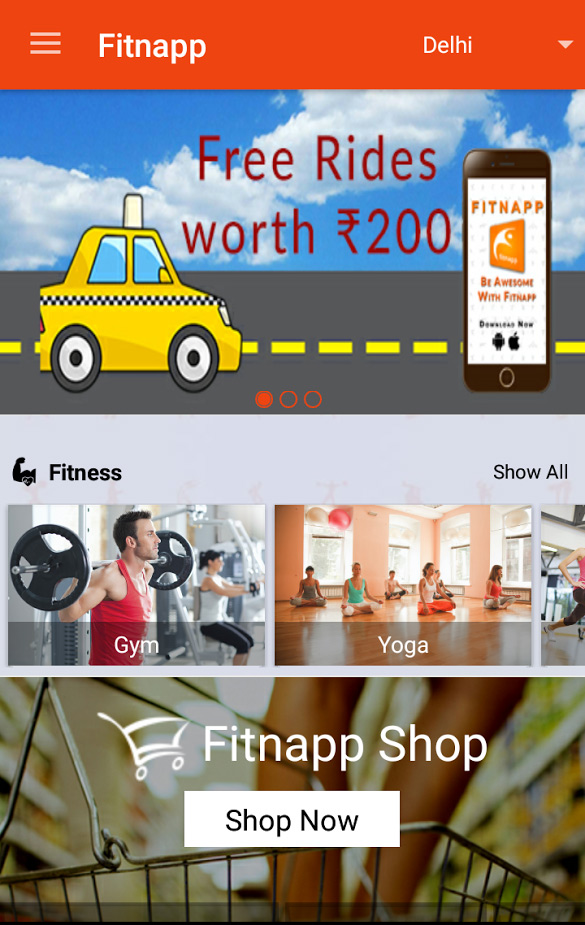 Fitnapp
Delhi
Free Rides
worth ₹200
FITNAPP
fitnapp
BE AWESOME
WITH FITNAPP
DOWNLOAD NOW
Fitness
Show All
Gym
Yoga
Fitnapp Shop
Shop Now